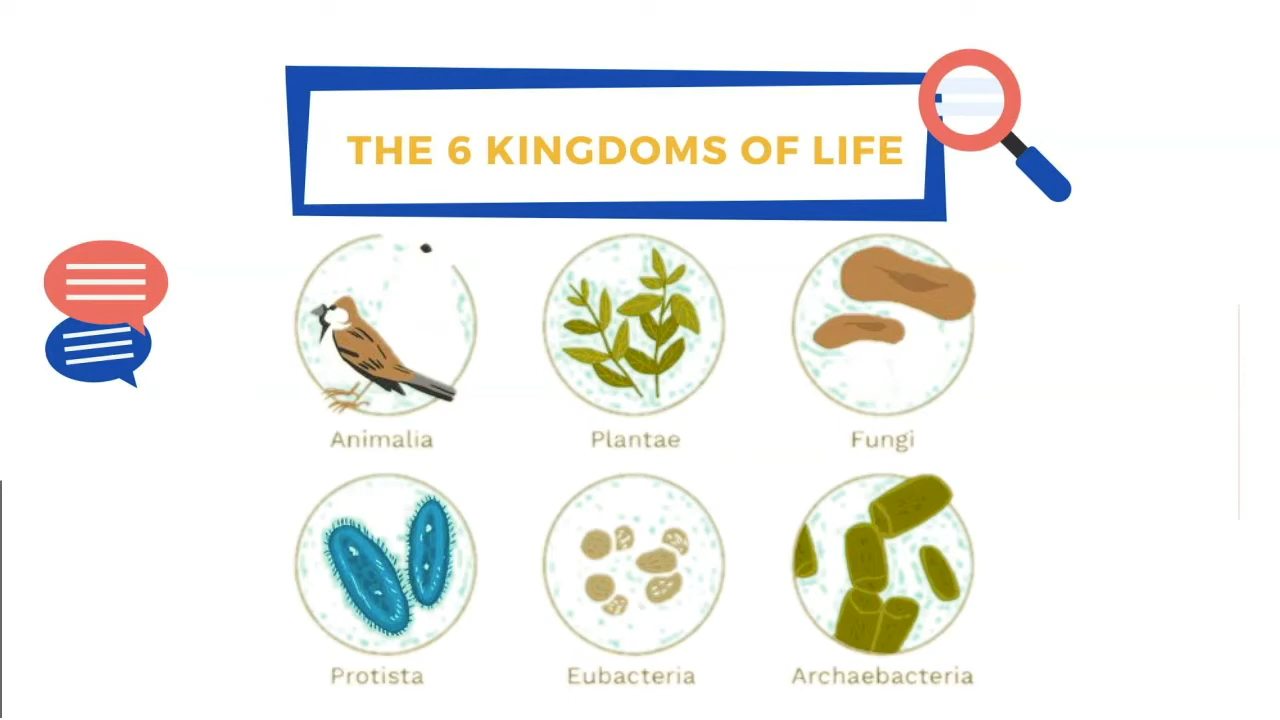 THE 6 KINGDOMS OF LIFE
Animalia
Plantae
Fungi
Protista
Eubacteria
Archaebacteria